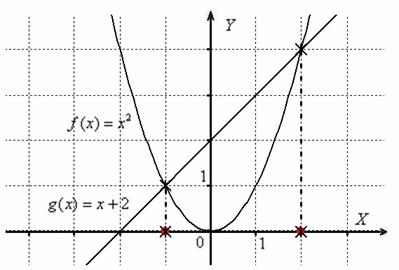 Y
f(x) = x²
1
g(x) = x + 2
X
0
1